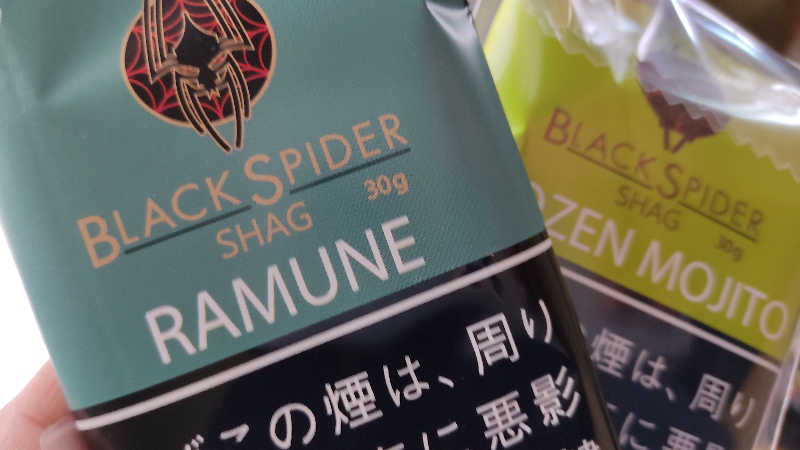 BLACK SPIDER
SHAG 30g
RAMUNE
の煙は、周り
に悪影
BLACK SPIDER
SHAG 30g
ZEN MOJITO
煙は、周り
に悪